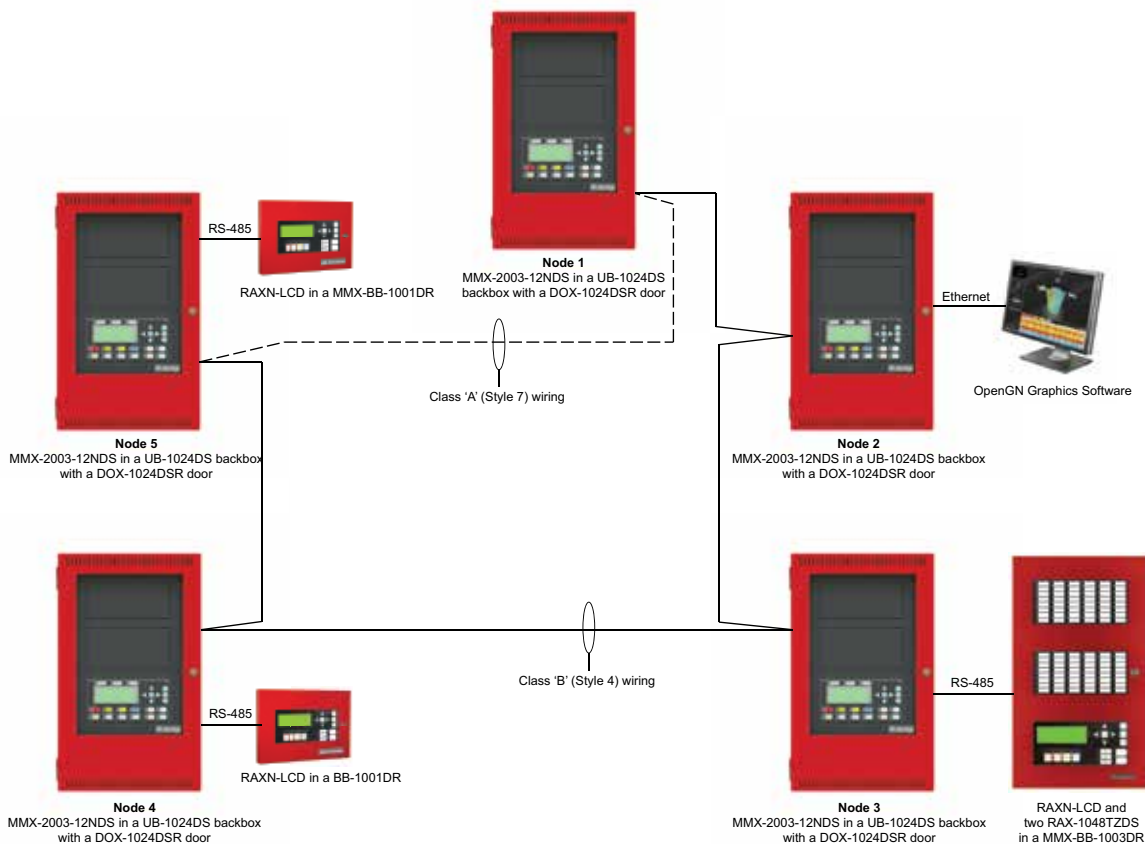 Node 1
MMX-2003-12NDS in a UB-1024DS
backbox with a DOX-1024DSR door
RS-485
RAXN-LCD in a MMX-BB-1001DR
Ethernet
OpenGN Graphics Software
Class ‘A’ (Style 7) wiring
Node 5
MMX-2003-12NDS in a UB-1024DS backbox
with a DOX-1024DSR door
Node 2
MMX-2003-12NDS in a UB-1024DS backbox
with a DOX-1024DSR door
Class ‘B’ (Style 4) wiring
RS-485
RAXN-LCD in a BB-1001DR
RS-485
Node 4
MMX-2003-12NDS in a UB-1024DS backbox
with a DOX-1024DSR door
Node 3
MMX-2003-12NDS in a UB-1024DS backbox
with a DOX-1024DSR door
RAXN-LCD and
two RAX-1048TZDS
in a MMX-BB-1003DR